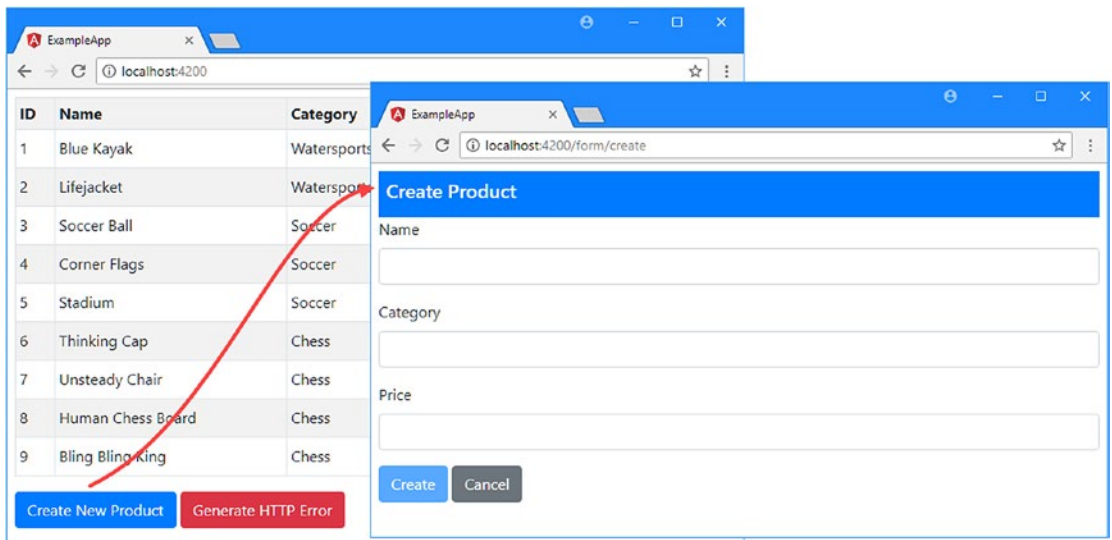 ExampleApp
localhost:4200
ID Name Category
1 Blue Kayak Watersports
2 Lifejacket Watersports
3 Soccer Ball Soccer
4 Corner Flags Soccer
5 Stadium Soccer
6 Thinking Cap Chess
7 Unsteady Chair Chess
8 Human Chess Board Chess
9 Bling Bling King Chess
Create New Product Generate HTTP Error
ExampleApp
localhost:4200/form/create
Create Product
Name
Category
Price
Create Cancel